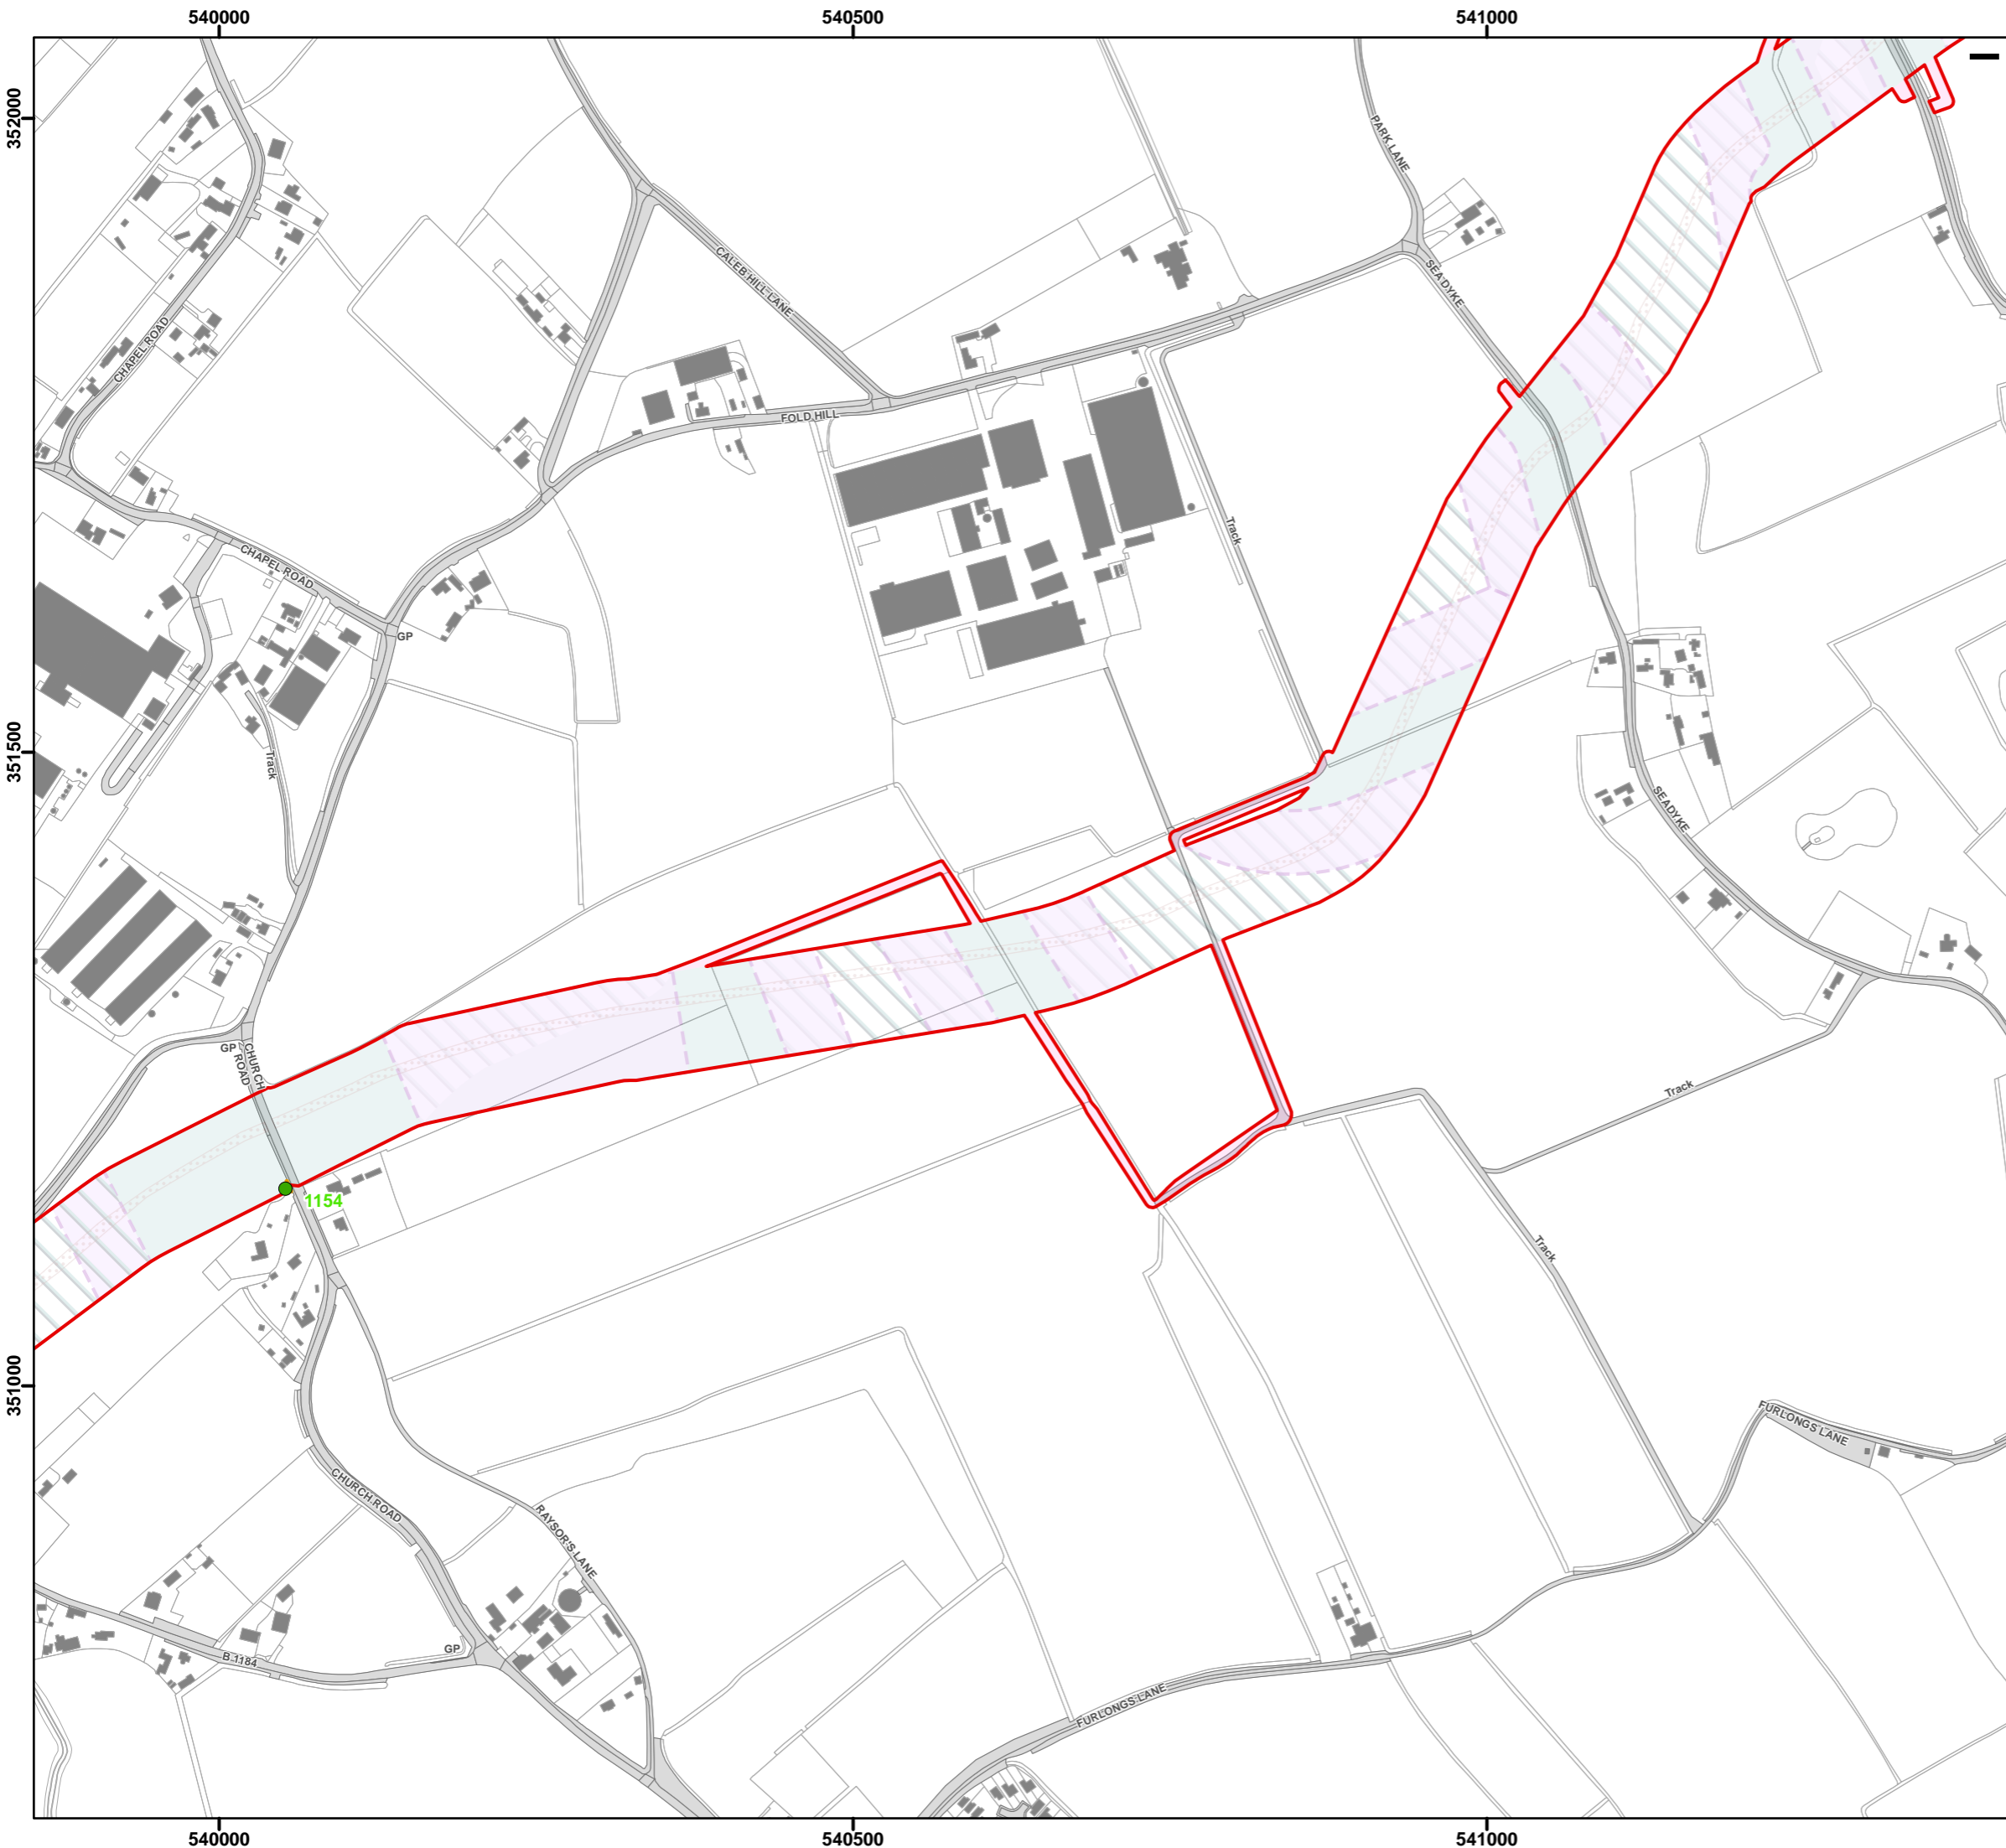 540000
540500
541000
352000
PARK LANE
CALEB HILL LANE
SEA DYKE
CHAPEL ROAD
FOLD HILL
Track
CHAPEL ROAD
GP
351500
Track
SEADYKE
GP
CHURCH
ROAD
Track
1154
Track
351000
FURLONGS LANE
CHURCH ROAD
RAYSOR'S LANE
GP
B 1184
FURLONGS LANE
540000
540500
541000